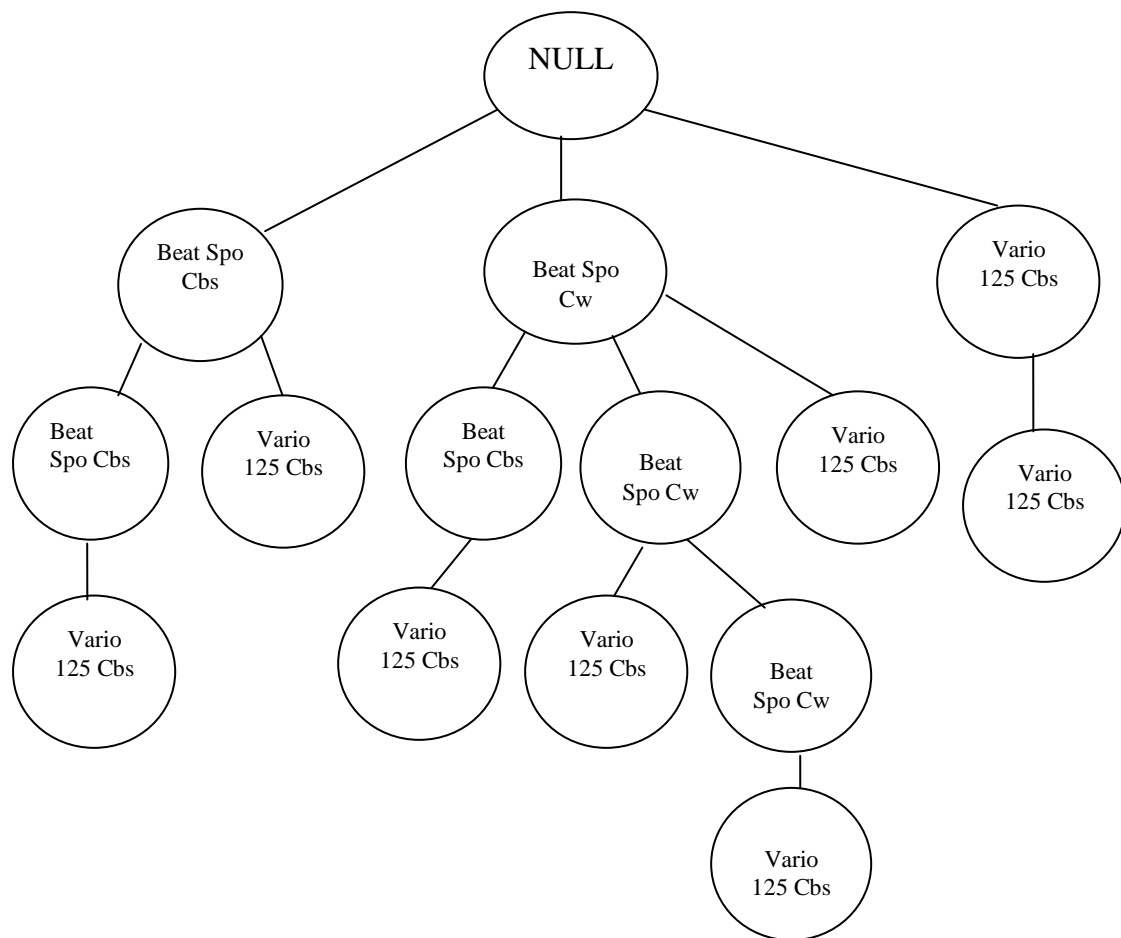 NULL
Beat Spo
Cbs
Beat Spo
Cw
Vario
125 Cbs
Beat
Spo Cbs
Vario
125 Cbs
Beat
Spo Cbs
Beat
Spo Cw
Vario
125 Cbs
Vario
125 Cbs
Vario
125 Cbs
Vario
125 Cbs
Vario
125 Cbs
Beat
Spo Cw
Vario
125 Cbs